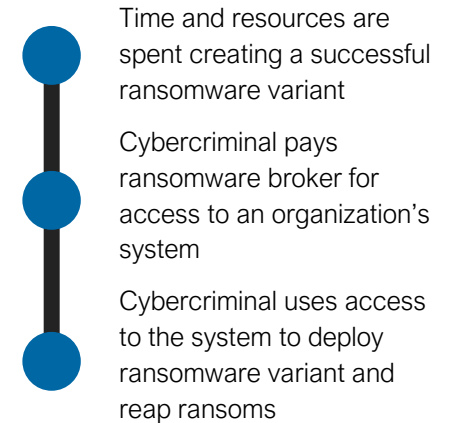 Time and resources are
spent creating a successful
ransomware variant
Cybercriminal pays
ransomware broker for
access to an organization’s
system
Cybercriminal uses access
to the system to deploy
ransomware variant and
reap ransoms